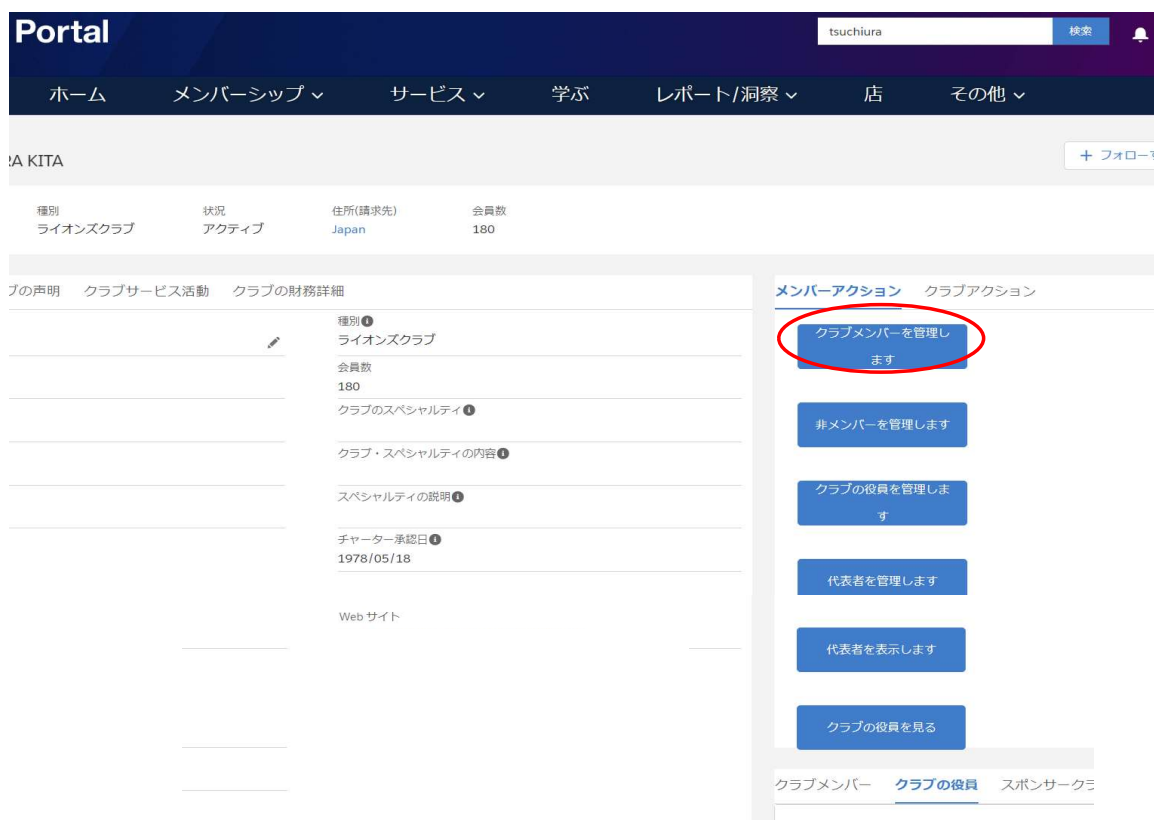 Portal
tsuchiura
検索
ホーム メンバーシップ サービス 学ぶ レポート/洞察 店 その他
KITA
+ フォロー
種別 状況 住所(請求先) 会員数
ライオンズクラブ アクティブ Japan 180
ブの声明 クラブサービス活動 クラブの財務詳細
種別
ライオンズクラブ
会員数
180
クラブのスペシャルティ
クラブ・スペシャルティの内容
スペシャルティの説明
チャーター承認日
1978/05/18
Web サイト
メンバーアクション クラブアクション
クラブメンバーを管理し
ます
非メンバーを管理します
クラブの役員を管理しま
す
代表者を管理します
代表者を表示します
クラブの役員を見る
クラブメンバー クラブの役員 スポンサークラ